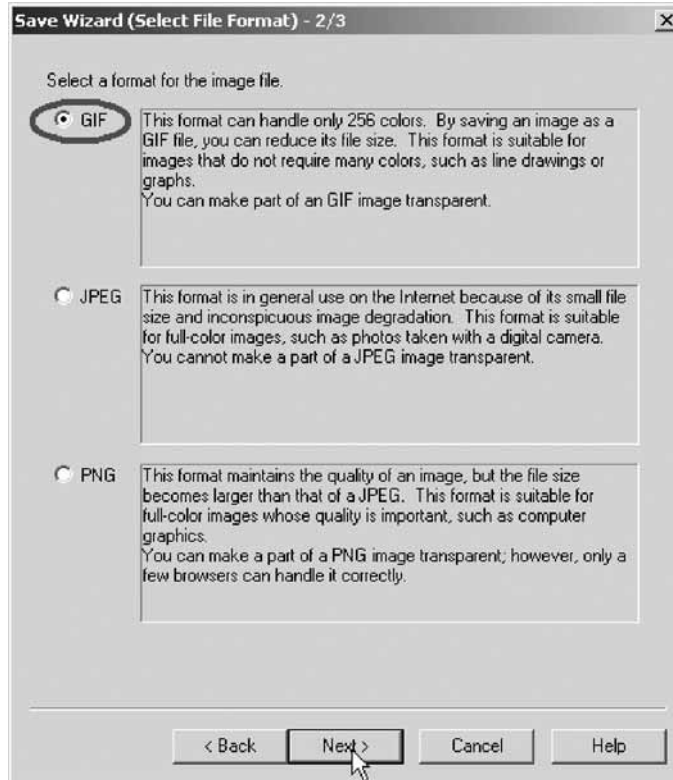 Save Wizard (Select File Format) - 2/3
Select a format for the image file.
GIF
This format can handle only 256 colors. By saving an image as a
GIF file, you can reduce its file size. This format is suitable for
images that do not require many colors, such as line drawings or
graphs.
You can make part of an GIF image transparent.
JPEG
This format is in general use on the Internet because of its small file
size and inconspicuous image degradation. This format is suitable
for full-color images, such as photos taken with a digital camera.
You cannot make a part of a JPEG image transparent.
PNG
This format maintains the quality of an image, but the file size
becomes larger than that of a JPEG. This format is suitable for
full-color images whose quality is important, such as computer
graphics.
You can make a part of a PNG image transparent; however, only a
few browsers can handle it correctly.
< Back
Next >
Cancel
Help